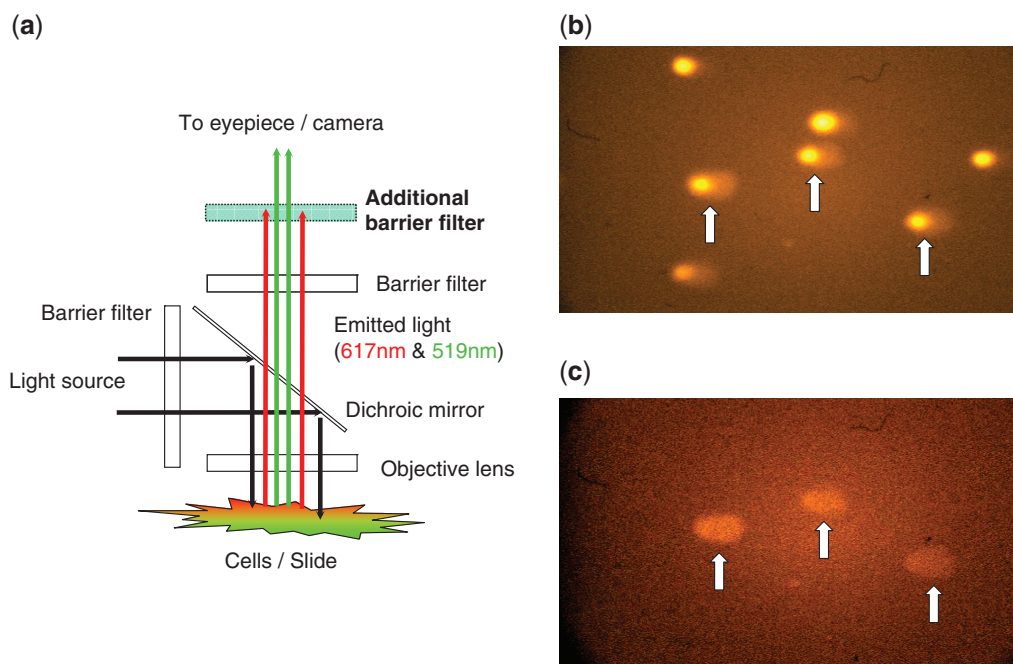 (a)
To eyepiece / camera
Additional
barrier filter
Barrier filter
Barrier filter
Emitted light
(617nm & 519nm)
Light source
Dichroic mirror
Objective lens
Cells / Slide
(b)
(c)